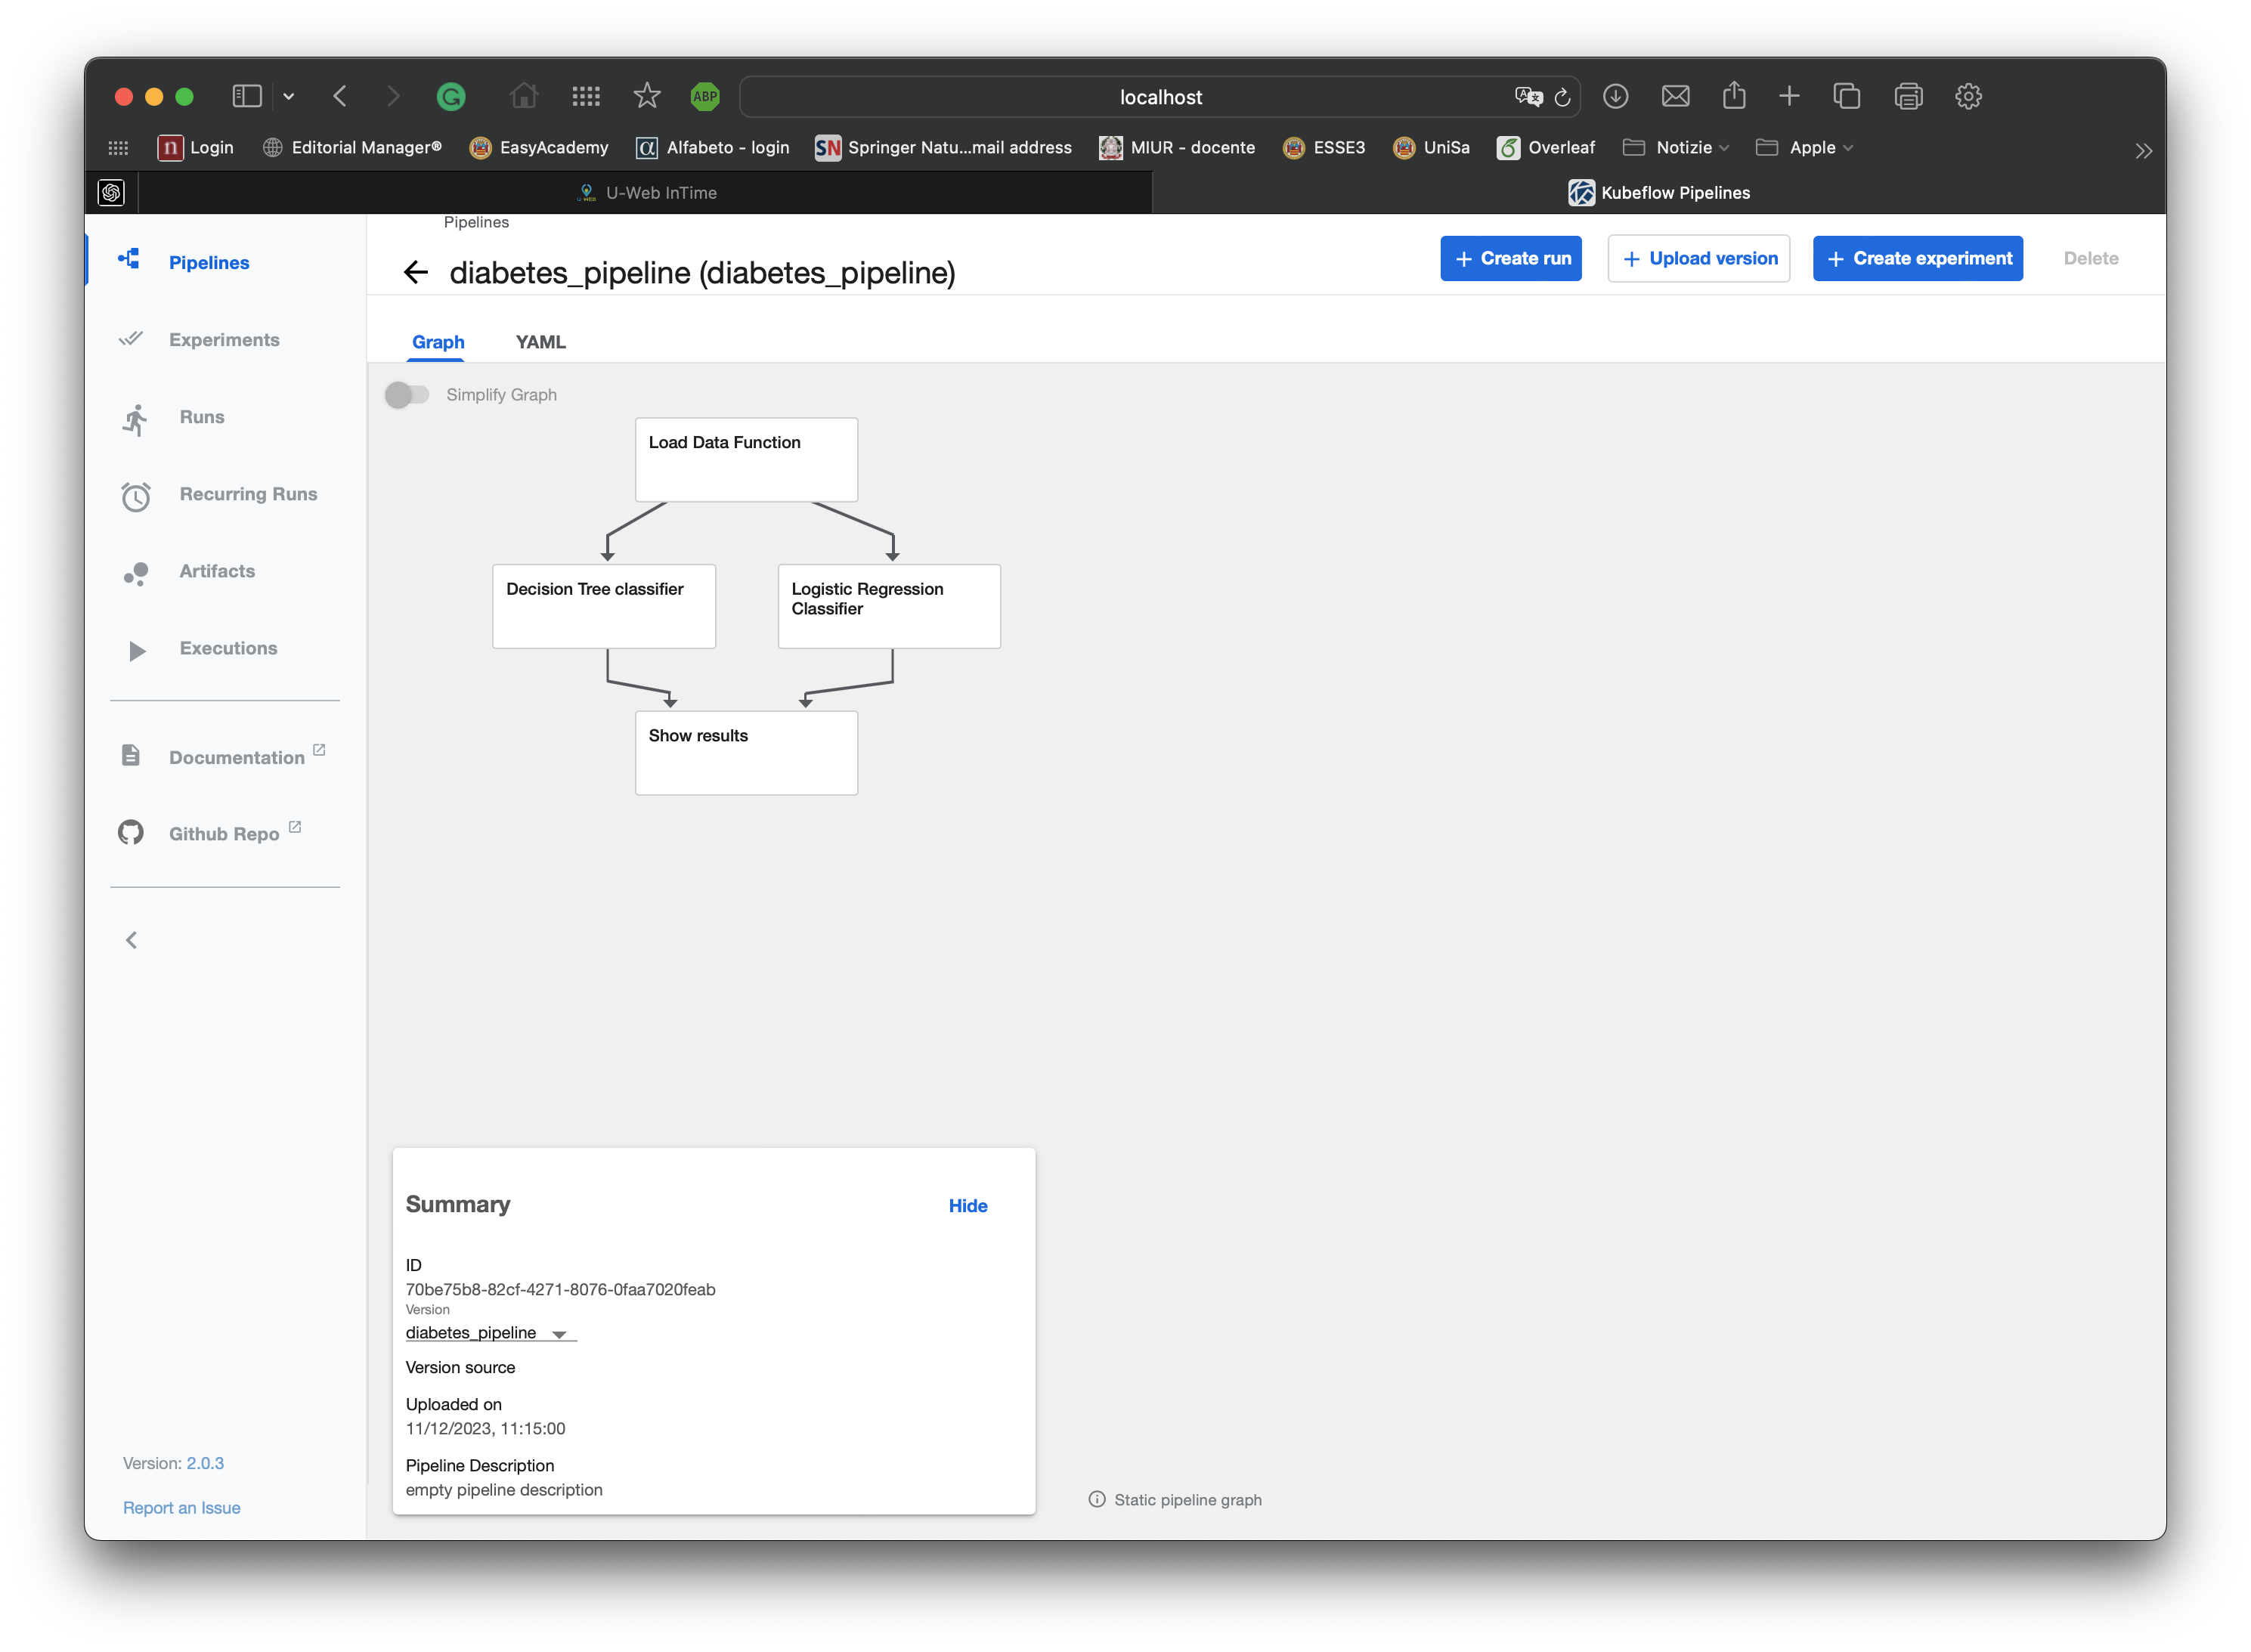 ABP
localhost
Login
Editorial Manager®
EasyAcademy
α Alfabeto - login
SN Springer Natu...mail address
MIUR - docente
ESSE3
UniSa
Overleaf
Notizie
Apple
U-Web InTime
Kubeflow Pipelines
Pipelines
Experiments
Runs
Recurring Runs
Artifacts
Executions
Documentation
Github Repo
Version: 2.0.3
Report an Issue
Pipelines
diabetes_pipeline (diabetes_pipeline)
+ Create run
+ Upload version
+ Create experiment
Delete
Graph
YAML
Simplify Graph
Load Data Function
Decision Tree classifier
Logistic Regression
Classifier
Show results
Summary
Hide
ID
70be75b8-82cf-4271-8076-0faa7020feab
Version
diabetes_pipeline
Version source
Uploaded on
11/12/2023, 11:15:00
Pipeline Description
empty pipeline description
Static pipeline graph